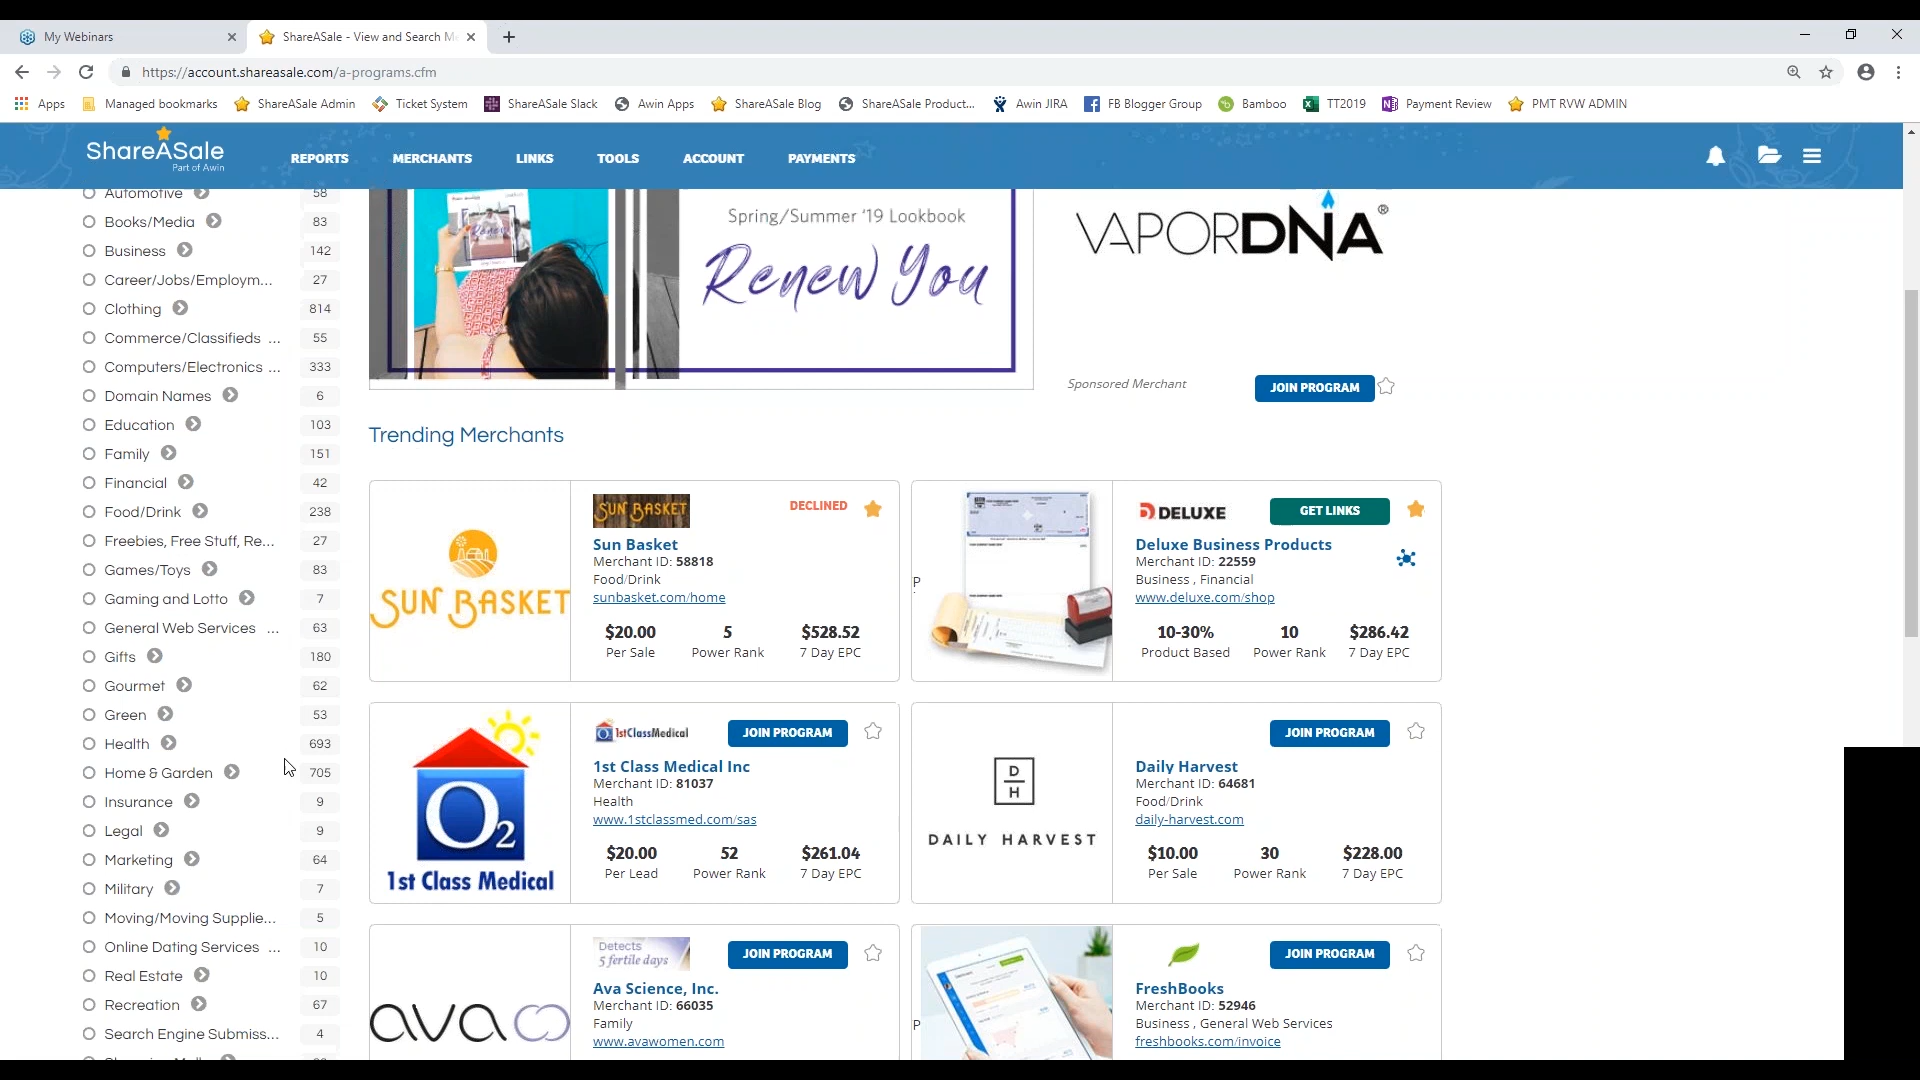 My Webinars
ShareASale - View and Search Me
https://account.shareasale.com/a-programs.cfm
Apps
Managed bookmarks
ShareASale Admin
Ticket System
ShareASale Slack
Awin Apps
ShareASale Blog
ShareASale Product...
Awin JIRA
FB Blogger Group
Bamboo
TT2019
Payment Review
PMT RVW ADMIN
ShareASale
Part of Awin
REPORTS
MERCHANTS
LINKS
TOOLS
ACCOUNT
PAYMENTS
Automotive 58
Books/Media 83
Business 142
Career/Jobs/Employm... 27
Clothing 814
Commerce/Classifieds ... 55
Computers/Electronics ... 333
Domain Names 6
Education 103
Family 151
Financial 42
Food/Drink 238
Freebies, Free Stuff, Re... 27
Games/Toys 83
Gaming and Lotto 7
General Web Services ... 63
Gifts 180
Gourmet 62
Green 53
Health 693
Home & Garden 705
Insurance 9
Legal 9
Marketing 64
Military 7
Moving/Moving Supplie... 5
Online Dating Services ... 10
Real Estate 10
Recreation 67
Search Engine Submiss... 4
Renew
Spring/Summer '19 Lookbook
Renew You
VAPORDNA®
Sponsored Merchant
JOIN PROGRAM
Trending Merchants
SUN BASKET
SUN BASKET
DECLINED
Sun Basket
Merchant ID: 58818
Food/Drink
sunbasket.com/home
$20.00 5 $528.52
Per Sale Power Rank 7 Day EPC
P
DELUXE
GET LINKS
Deluxe Business Products
Merchant ID: 22559
Business , Financial
www.deluxe.com/shop
10-30% 10 $286.42
Product Based Power Rank 7 Day EPC
O2
1st Class Medical
O2 1stClassMedical
JOIN PROGRAM
1st Class Medical Inc
Merchant ID: 81037
Health
www.1stclassmed.com/sas
$20.00 52 $261.04
Per Lead Power Rank 7 Day EPC
D
H
DAILY HARVEST
JOIN PROGRAM
Daily Harvest
Merchant ID: 64681
Food/Drink
daily-harvest.com
$10.00 30 $228.00
Per Sale Power Rank 7 Day EPC
ava
Detects
5 fertile days
JOIN PROGRAM
Ava Science, Inc.
Merchant ID: 66035
Family
www.avawomen.com
P
JOIN PROGRAM
FreshBooks
Merchant ID: 52946
Business , General Web Services
freshbooks.com/invoice